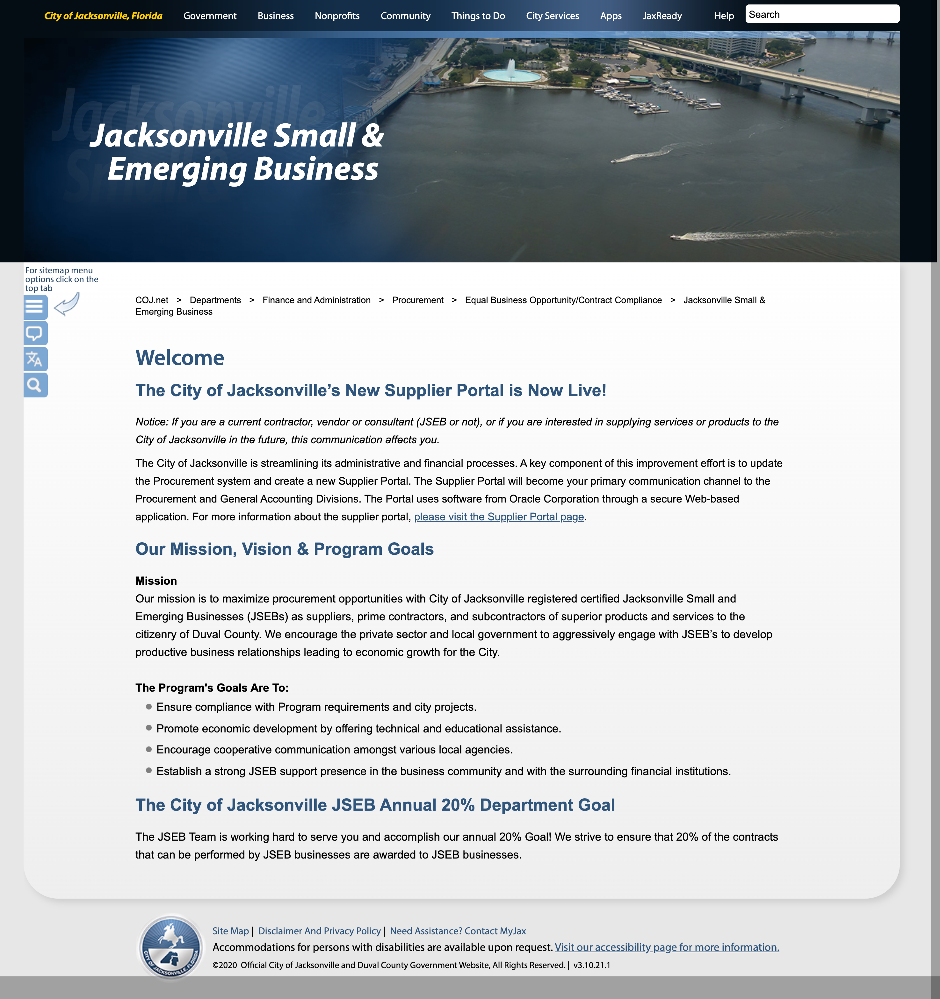 City of Jacksonville, Florida Government Business Nonprofits Community Things to Do City Services Apps JaxReady Help Search
Jacksonville Small &
Emerging Business
For sitemap menu
options click on the
top tab
COJ.net > Departments > Finance and Administration > Procurement > Equal Business Opportunity/Contract Compliance > Jacksonville Small &
Emerging Business
Welcome
The City of Jacksonville’s New Supplier Portal is Now Live!
Notice: If you are a current contractor, vendor or consultant (JSEB or not), or if you are interested in supplying services or products to the
City of Jacksonville in the future, this communication affects you.
The City of Jacksonville is streamlining its administrative and financial processes. A key component of this improvement effort is to update
the Procurement system and create a new Supplier Portal. The Supplier Portal will become your primary communication channel to the
Procurement and General Accounting Divisions. The Portal uses software from Oracle Corporation through a secure Web-based
application. For more information about the supplier portal, please visit the Supplier Portal page.
Our Mission, Vision & Program Goals
Mission
Our mission is to maximize procurement opportunities with City of Jacksonville registered certified Jacksonville Small and
Emerging Businesses (JSEBs) as suppliers, prime contractors, and subcontractors of superior products and services to the
citizenry of Duval County. We encourage the private sector and local government to aggressively engage with JSEB’s to develop
productive business relationships leading to economic growth for the City.
The Program's Goals Are To:
Ensure compliance with Program requirements and city projects.
Promote economic development by offering technical and educational assistance.
Encourage cooperative communication amongst various local agencies.
Establish a strong JSEB support presence in the business community and with the surrounding financial institutions.
The City of Jacksonville JSEB Annual 20% Department Goal
The JSEB Team is working hard to serve you and accomplish our annual 20% Goal! We strive to ensure that 20% of the contracts
that can be performed by JSEB businesses are awarded to JSEB businesses.
CITY OF JACKSONVILLE, FLORIDA
Site Map | Disclaimer And Privacy Policy | Need Assistance? Contact MyJax
Accommodations for persons with disabilities are available upon request. Visit our accessibility page for more information.
©2020 Official City of Jacksonville and Duval County Government Website, All Rights Reserved. | v3.10.21.1